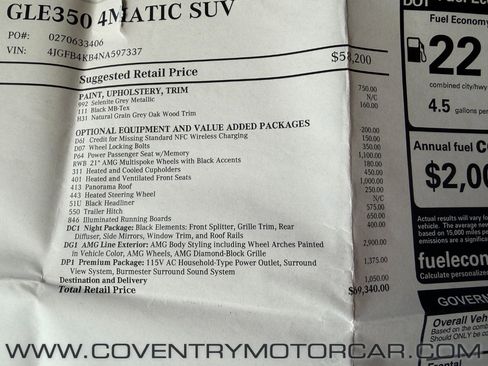 GLE350 4MATIC SUV
PO#: 0270633406
VIN: 4JGFB4KB4NA597337
Suggested Retail Price $58,200
PAINT, UPHOLSTERY, TRIM
992 Selenite Grey Metallic 750.00
111 Black MB-Tex N/C
H31 Natural Grain Grey Oak Wood Trim 160.00
OPTIONAL EQUIPMENT AND VALUE ADDED PACKAGES
D6I Credit for Missing Standard NFC Wireless Charging -200.00
D07 Wheel Locking Bolts 150.00
P64 Power Passenger Seat w/Memory 350.00
RWB 21" AMG Multispoke Wheels with Black Accents 1,100.00
311 Heated and Cooled Cupholders 180.00
401 Heated and Ventilated Front Seats 450.00
413 Panorama Roof 1,000.00
443 Heated Steering Wheel 250.00
51U Black Headliner N/C
550 Trailer Hitch 575.00
846 Illuminated Running Boards 650.00
DC1 Night Package: Black Elements: Front Splitter, Grille Trim, Rear 400.00
Diffuser, Side Mirrors, Window Trim, and Roof Rails
DG1 AMG Line Exterior: AMG Body Styling including Wheel Arches Painted 2,900.00
in Vehicle Color, AMG Wheels, AMG Diamond-Block Grille
DP1 Premium Package: 115V AC Household-Type Power Outlet, Surround 1,375.00
View System, Burmester Surround Sound System
Destination and Delivery 1,050.00
Total Retail Price $69,340.00
DOT
Fuel Economy
22
combined city/hwy
4.5 gallons per
Annual fuel
$2,00
Actual results will vary
mileage. The average new
based on 15,000 miles per
emissions are a significant
fuelecon
Calculate personalized
GOVERN
Overall Vehi
Based on the comb
Should ONLY be co
Frontal
WWW.COVENTRYMOTORCAR.COM